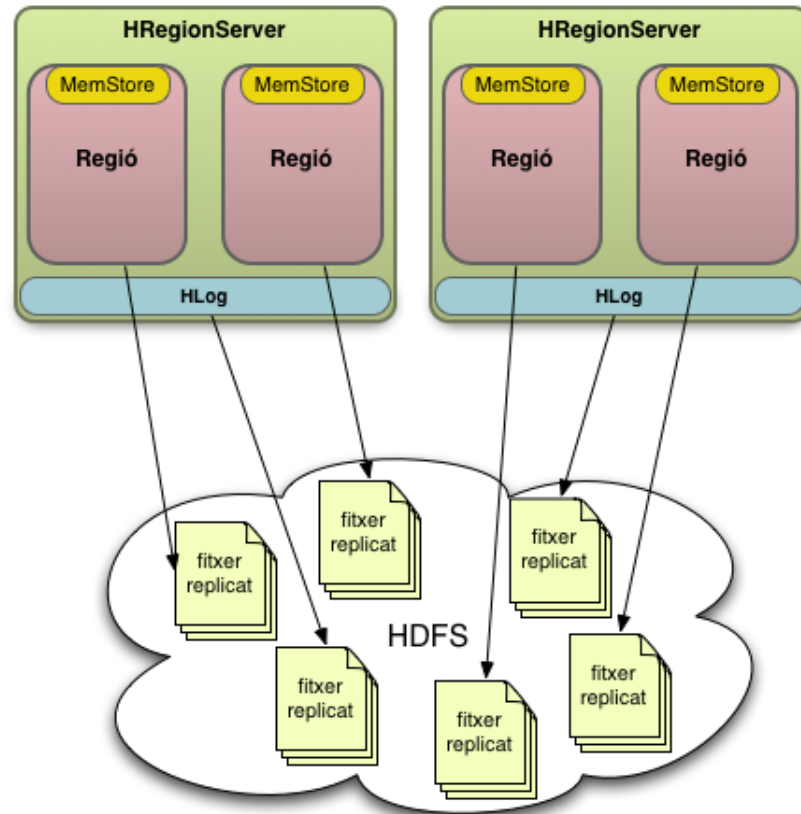 HRegionServer
MemStore
MemStore
Regió
Regió
HLog
HRegionServer
MemStore
MemStore
Regió
Regió
HLog
fitxer
replicat
fitxer
replicat
fitxer
replicat
HDFS
fitxer
replicat
fitxer
replicat
fitxer
replicat